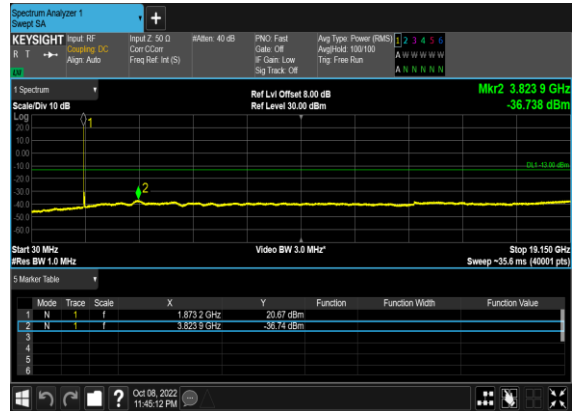 Spectrum Analyzer 1
Swept SA
+
KEYSIGHT Input: RF Input Z: 50 Ω #Atten: 40 dB PNO: Fast Avg Type: Power (RMS) 1 2 3 4 5 6
R T Coupling: DC Corr CCorr Gate: Off Avg|Hold: 100/100 A W W W W W
Align: Auto Freq Ref: Int (S) IF Gain: Low Trig: Free Run
LW Sig Track: Off A N N N N N
1 Spectrum Ref Lvl Offset 8.00 dB Mkr2 3.823 9 GHz
Scale/Div 10 dB Ref Level 30.00 dBm -36.738 dBm
Log
20.0
10.0
0.00
-10.0
-20.0
-30.0
-40.0
-50.0
-60.0
1
2
DL1 -13.00 dBm
Start 30 MHz Video BW 3.0 MHz* Stop 19.150 GHz
#Res BW 1.0 MHz Sweep ~35.6 ms (40001 pts)
5 Marker Table
Mode Trace Scale X Y Function Function Width Function Value
1 N 1 f 1.873 2 GHz 20.67 dBm
2 N 1 f 3.823 9 GHz -36.74 dBm
3
4
5
6
? Oct 08, 2022
11:45:12 PM